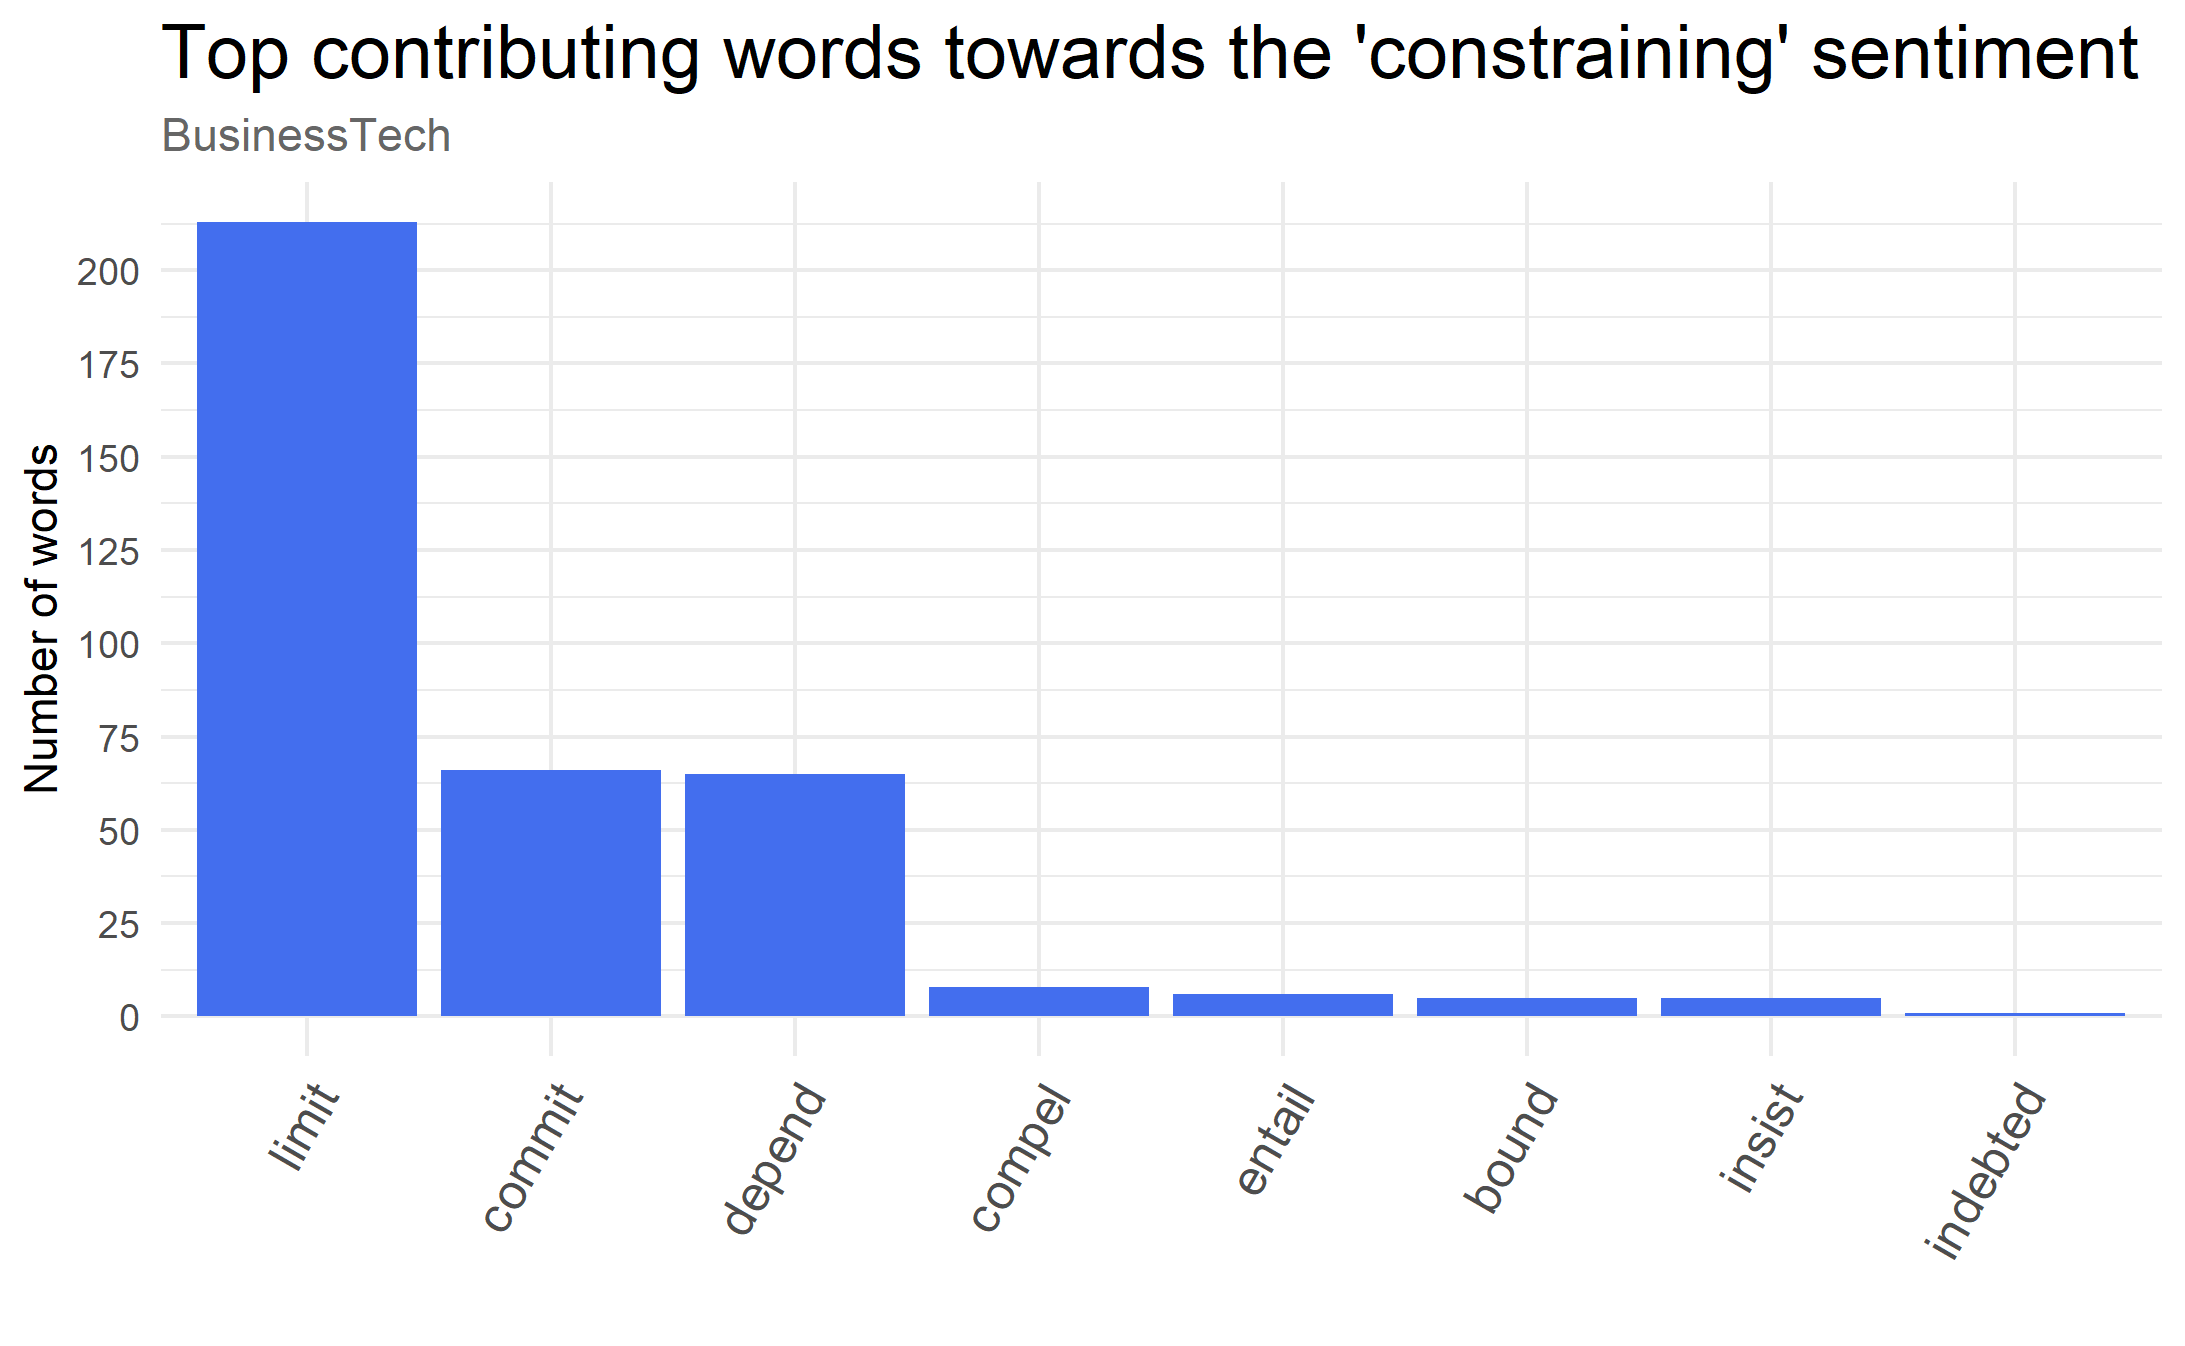 Top contributing words towards the 'constraining' sentiment
BusinessTech
Number of words
200
175
150
125
100
75
50
25
0
limit
commit
depend
compel
entail
bound
insist
indebted